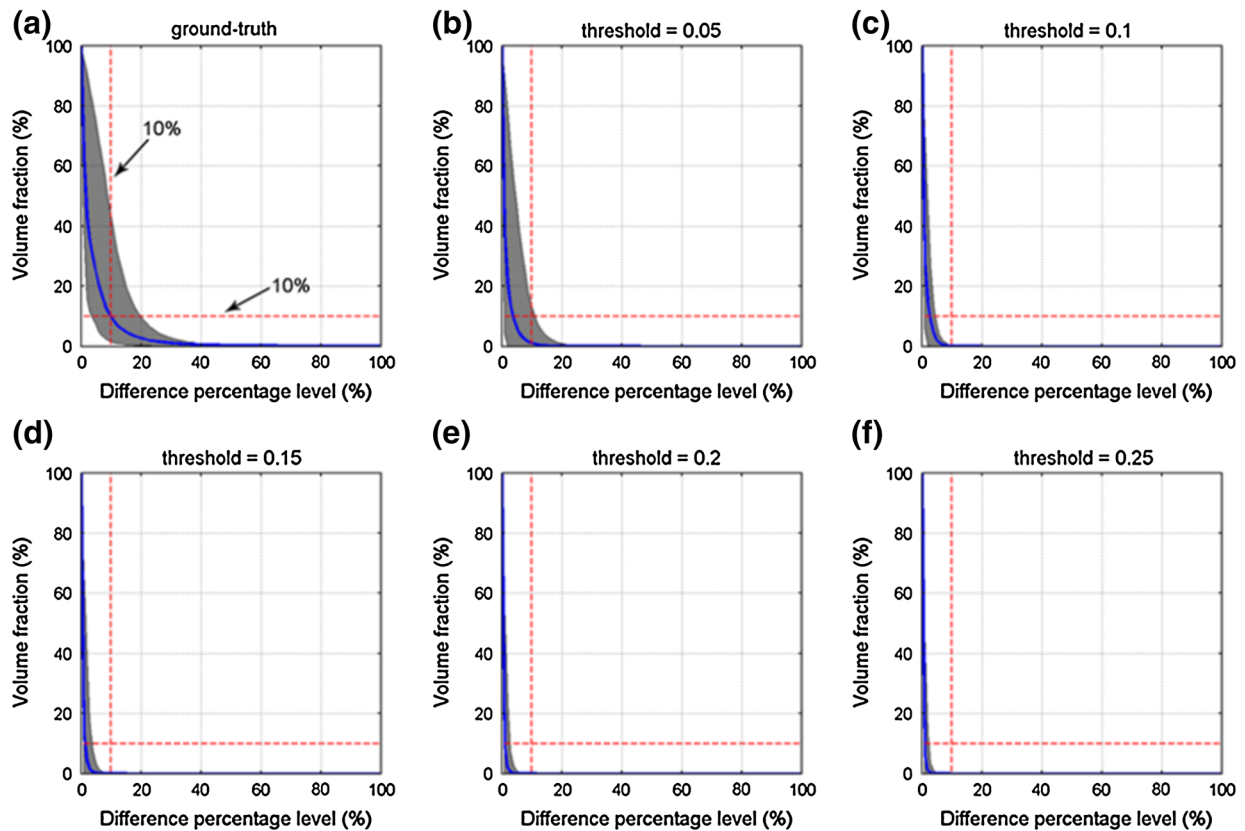 (a)
ground-truth
100
80
60
40
20
0
Volume fraction (%)
10%
10%
0 20 40 60 80 100
Difference percentage level (%)
(b)
threshold = 0.05
100
80
60
40
20
0
Volume fraction (%)
0 20 40 60 80 100
Difference percentage level (%)
(c)
threshold = 0.1
100
80
60
40
20
0
Volume fraction (%)
0 20 40 60 80 100
Difference percentage level (%)
(d)
threshold = 0.15
100
80
60
40
20
0
Volume fraction (%)
0 20 40 60 80 100
Difference percentage level (%)
(e)
threshold = 0.2
100
80
60
40
20
0
Volume fraction (%)
0 20 40 60 80 100
Difference percentage level (%)
(f)
threshold = 0.25
100
80
60
40
20
0
Volume fraction (%)
0 20 40 60 80 100
Difference percentage level (%)